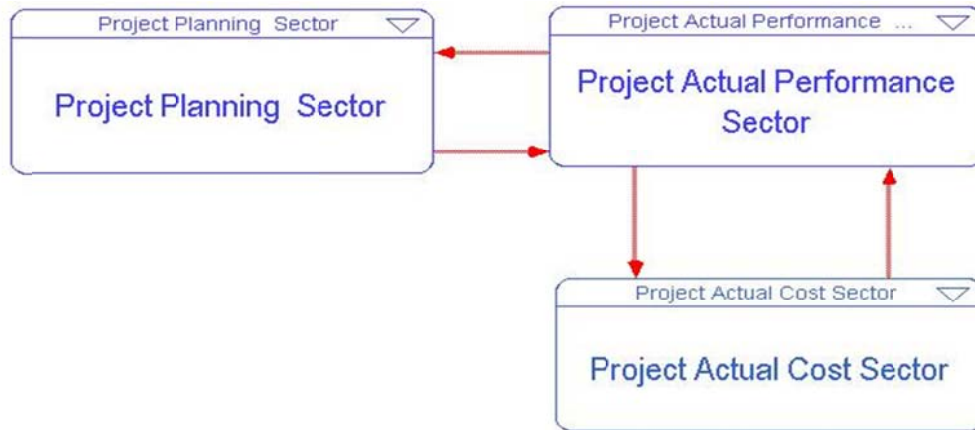 Project Planning Sector
Project Planning Sector
Project Actual Performance ...
Project Actual Performance
Sector
Project Actual Cost Sector
Project Actual Cost Sector